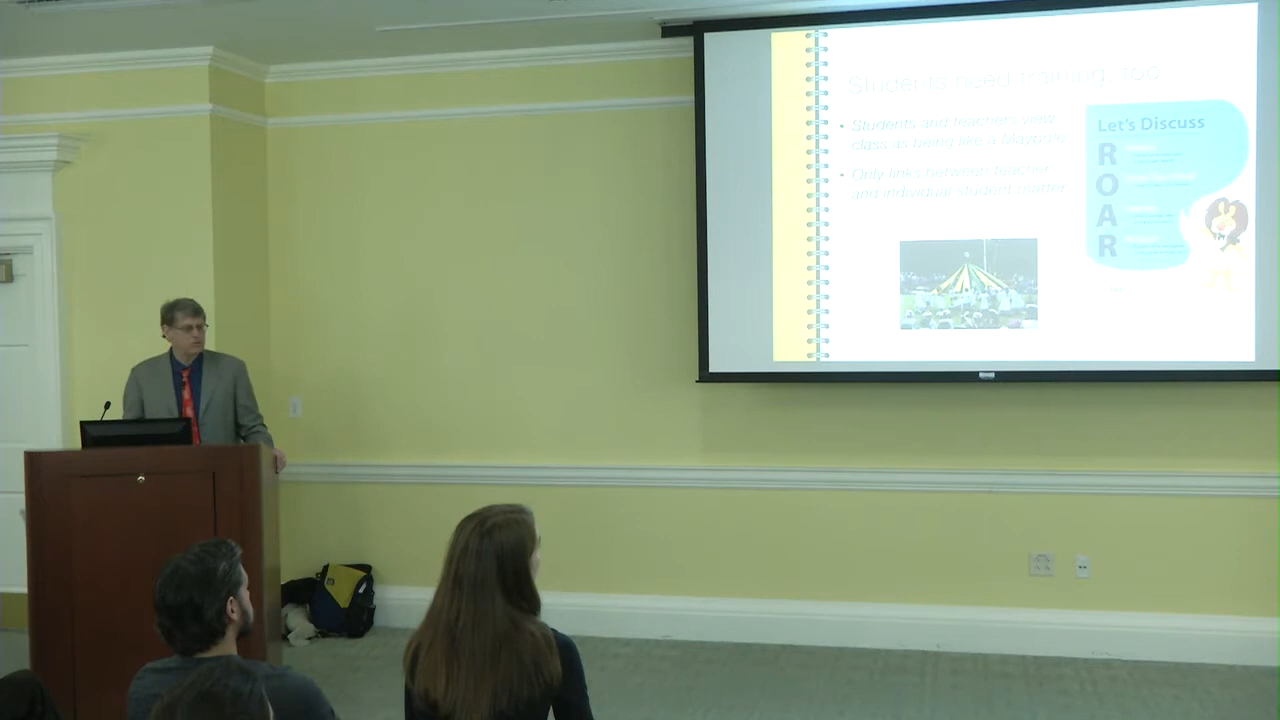 Students need training, too
• Students and teachers view
class as being like a Maypole
• Only links between teacher
and individual student matter
Let's Discuss
R
O
A
R